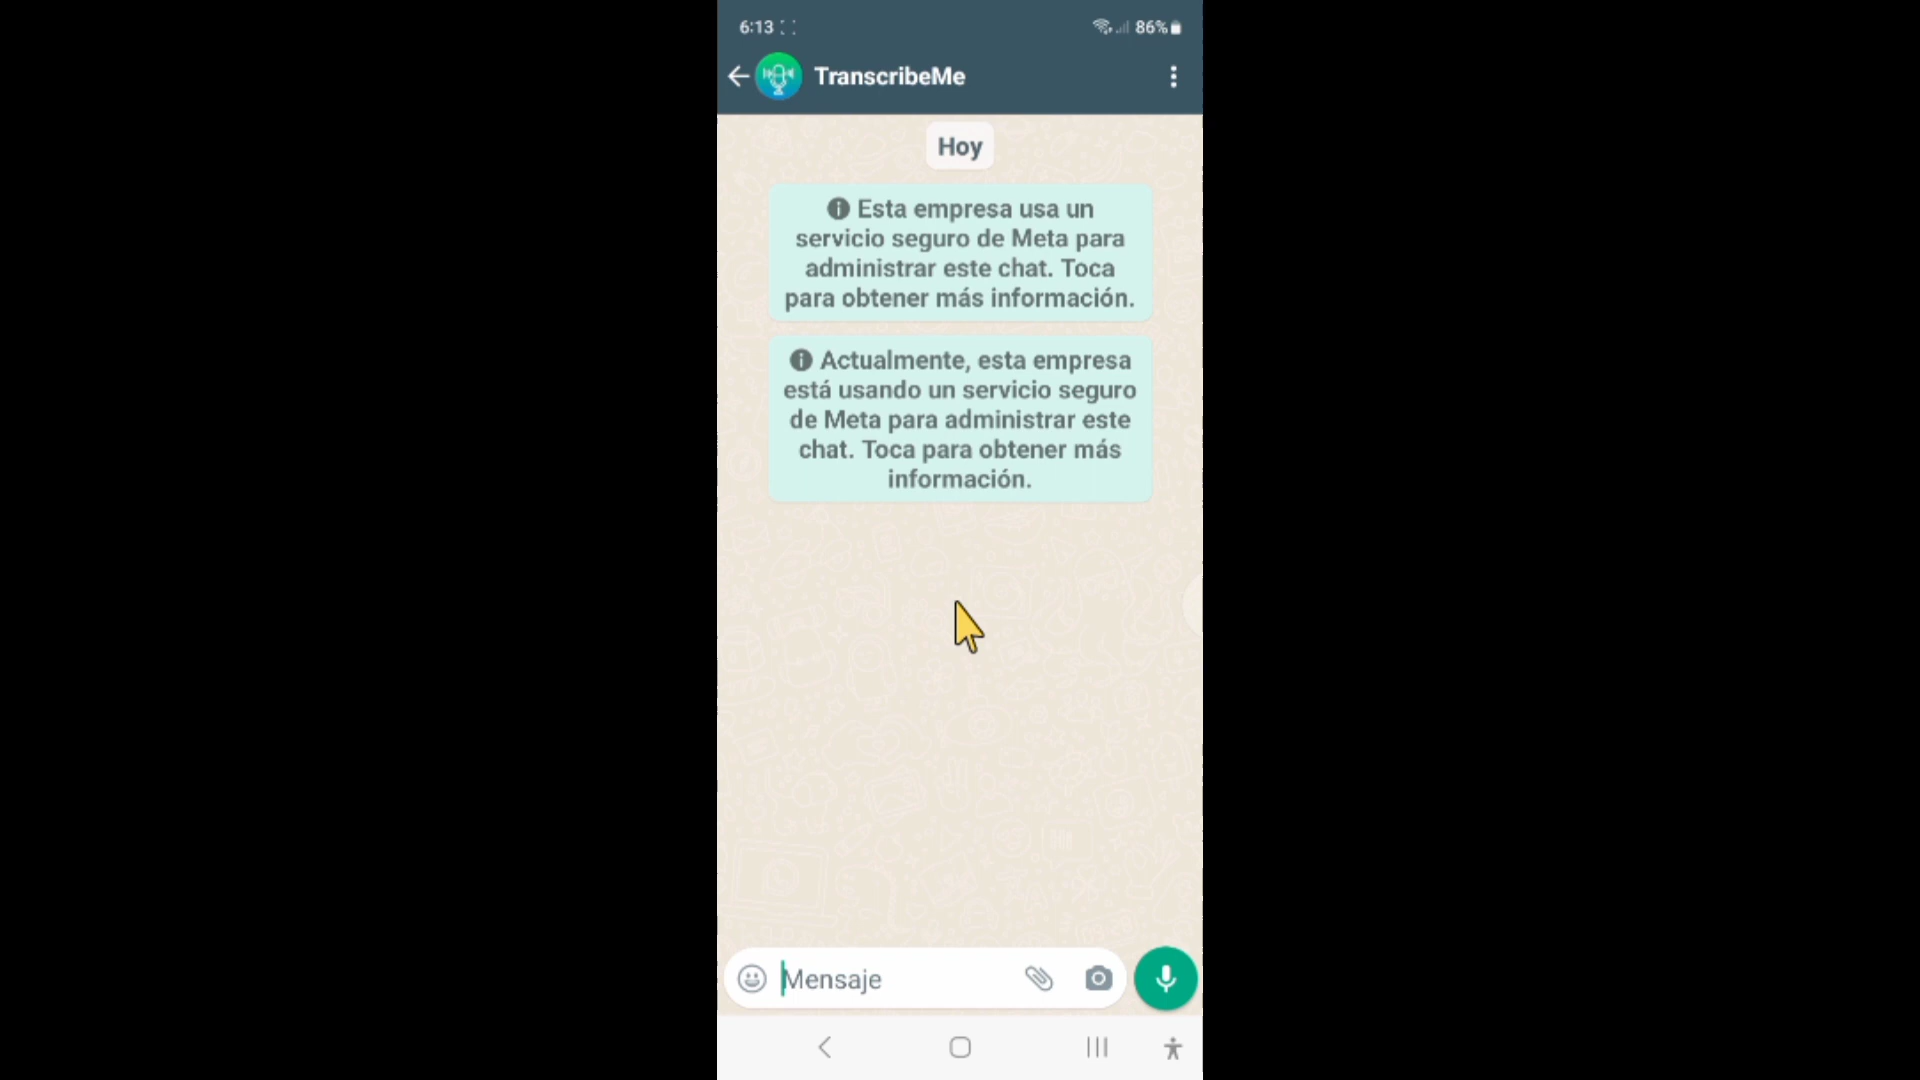 6:13
86%
TranscribeMe
Hoy
Esta empresa usa un
servicio seguro de Meta para
administrar este chat. Toca
para obtener más información.
Actualmente, esta empresa
está usando un servicio seguro
de Meta para administrar este
chat. Toca para obtener más
información.
Mensaje